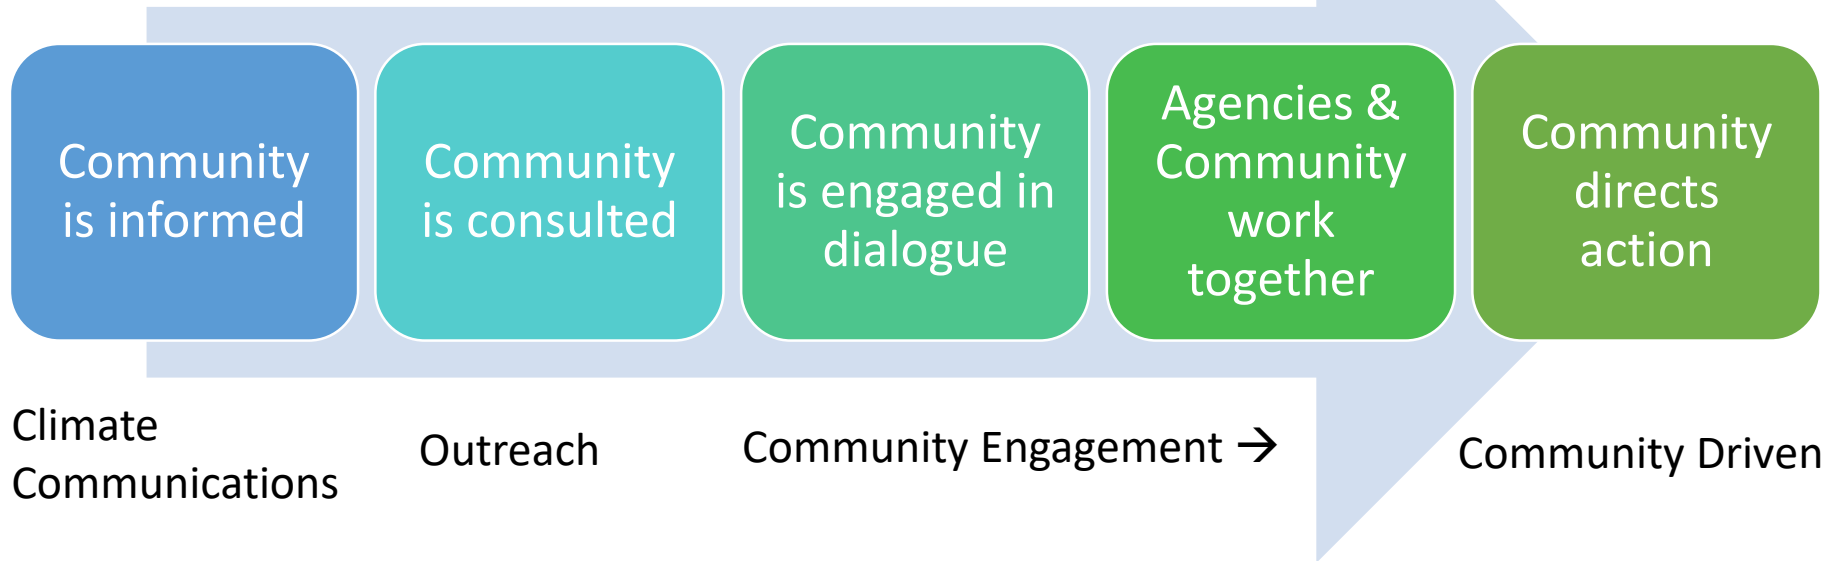 Community
is informed
Community
is consulted
Community
is engaged in
dialogue
Agencies &
Community
work
together
Community
directs
action
Climate
Communications
Outreach
Community Engagement →
Community Driven